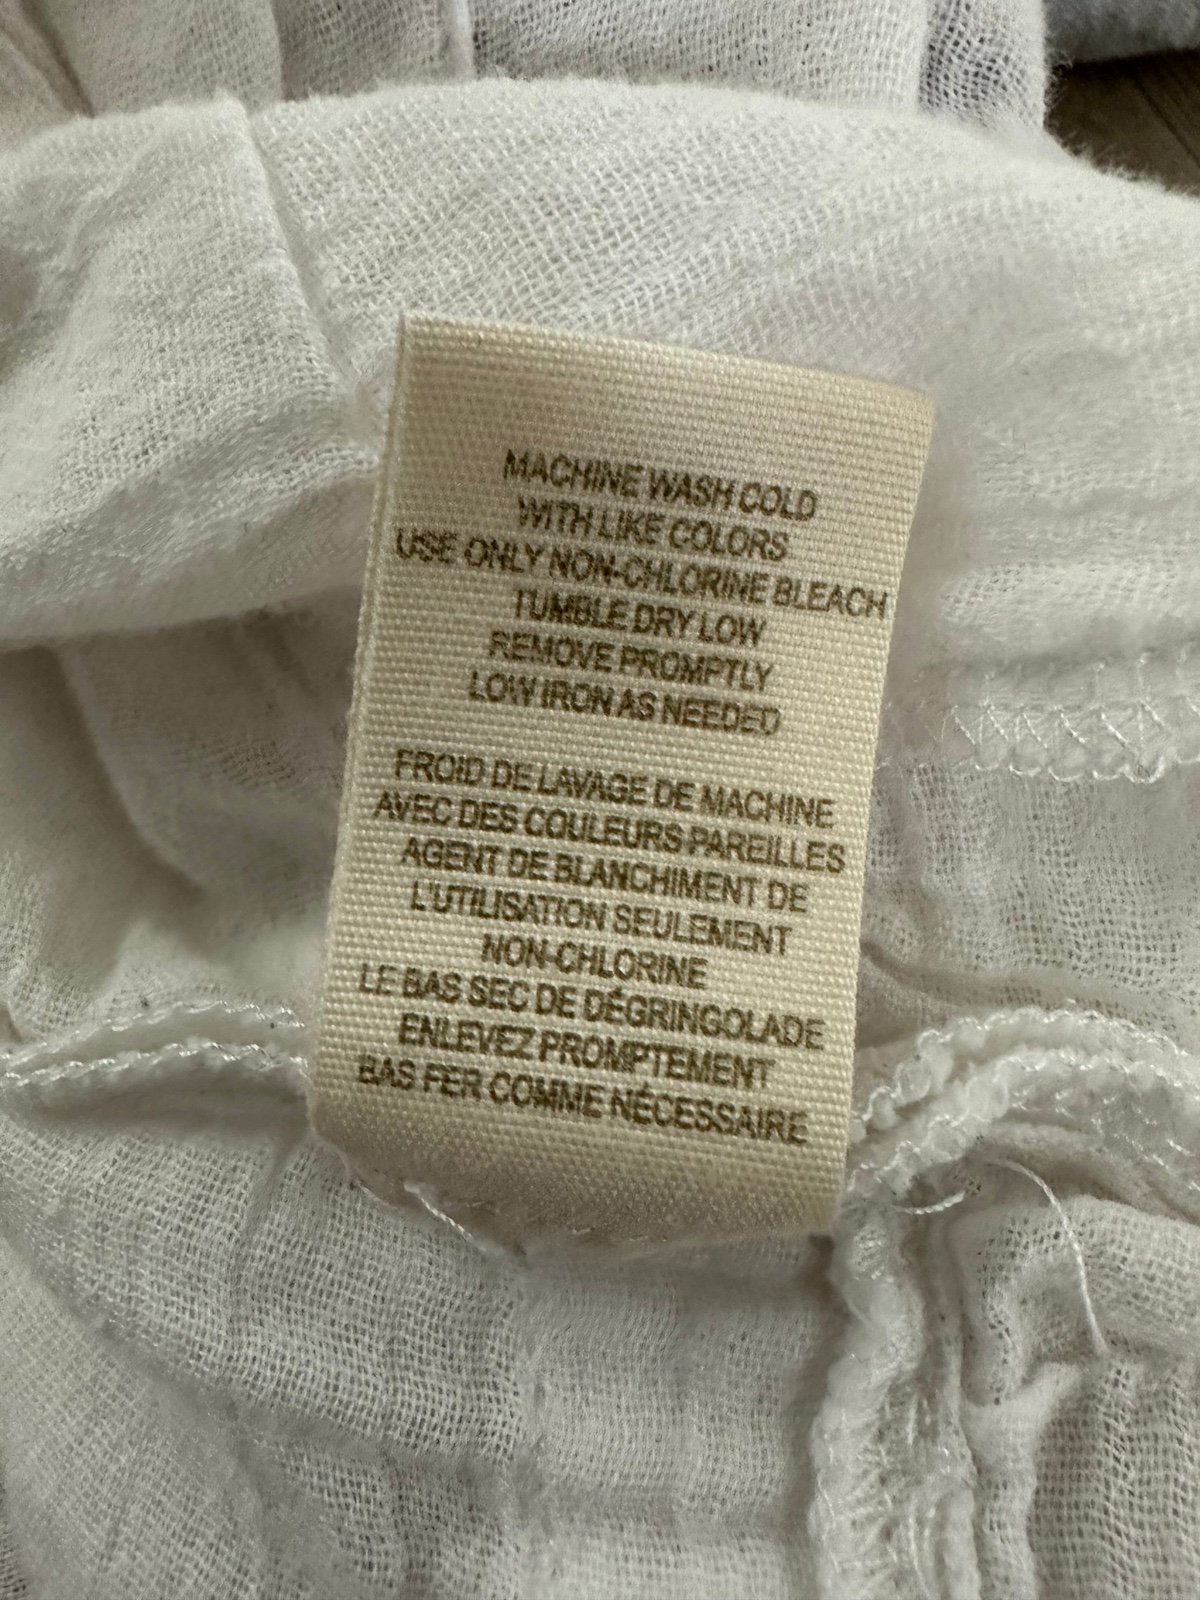 MACHINE WASH COLD
WITH LIKE COLORS
USE ONLY NON-CHLORINE BLEACH
TUMBLE DRY LOW
REMOVE PROMPTLY
LOW IRON AS NEEDED
FROID DE LAVAGE DE MACHINE
AVEC DES COULEURS PAREILLES
AGENT DE BLANCHIMENT DE
L'UTILISATION SEULEMENT
NON-CHLORINE
LE BAS SEC DE DÉGRINGOLADE
ENLEVEZ PROMPTEMENT
BAS FER COMME NÉCESSAIRE